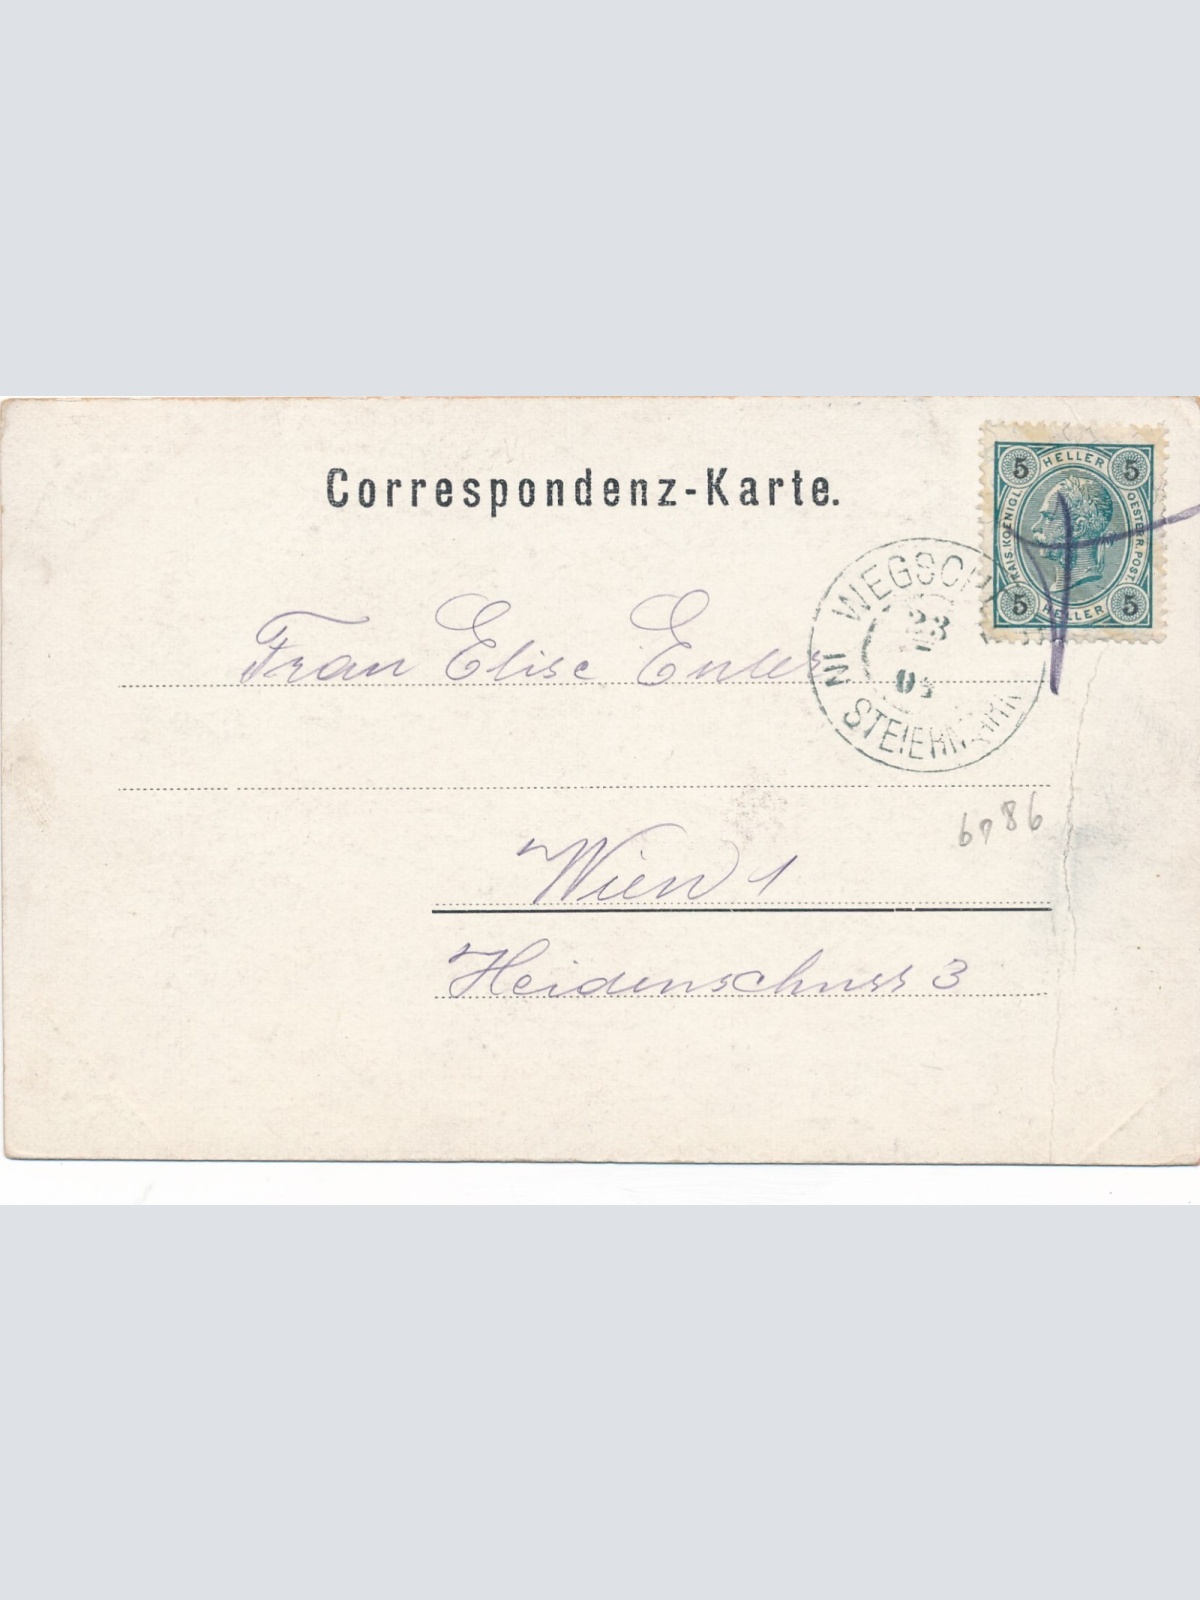 Correspondenz-Karte.
5 HELLER 5
KAIS. KOENIGL. OESTERR. POST.
5 HELLER 5
WEGSCH
23
IN STEIERMARK
Frau Elise
Wien 1
6786
Heidenschuss 3